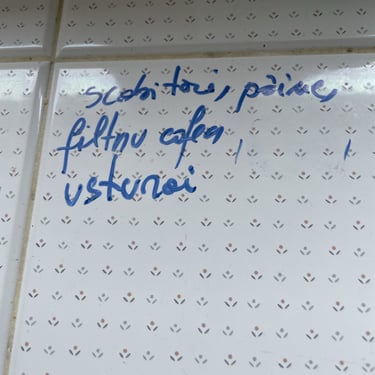 scobitori, pâine,
filtru cafea,
usturoi